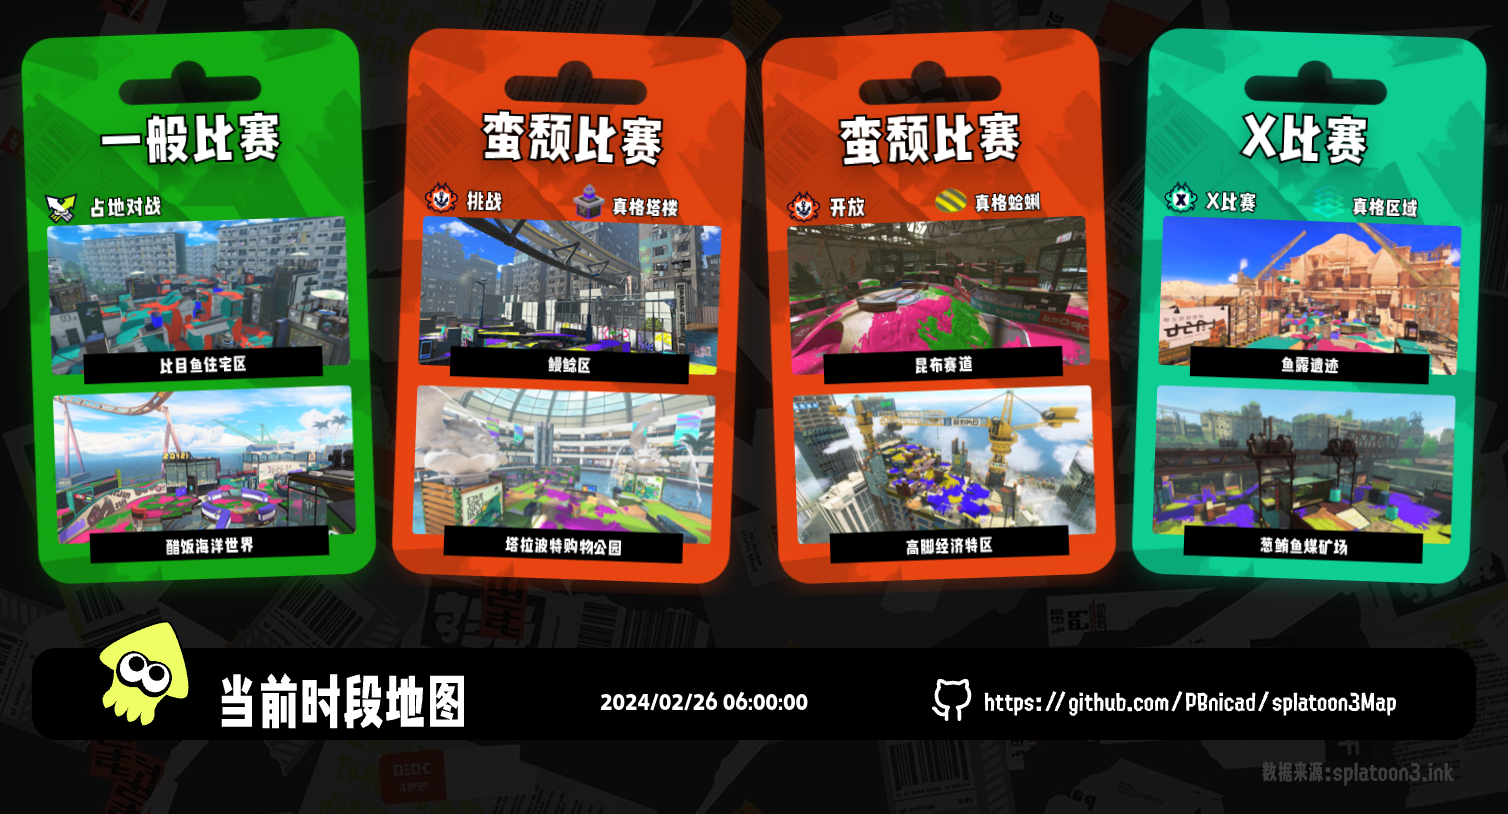 一般比赛
占地对战
比目鱼住宅区
醋饭海洋世界
蛮颓比赛
挑战
真格塔楼
鳗鲶区
塔拉波特购物公园
蛮颓比赛
开放
真格蛤蜊
昆布赛道
高脚经济特区
X比赛
X比赛
真格区域
鱼露遗迹
葱鲔鱼煤矿场
当前时段地图
2024/02/26 06:00:00
https://github.com/PBnicad/splatoon3Map
数据来源:splatoon3.ink